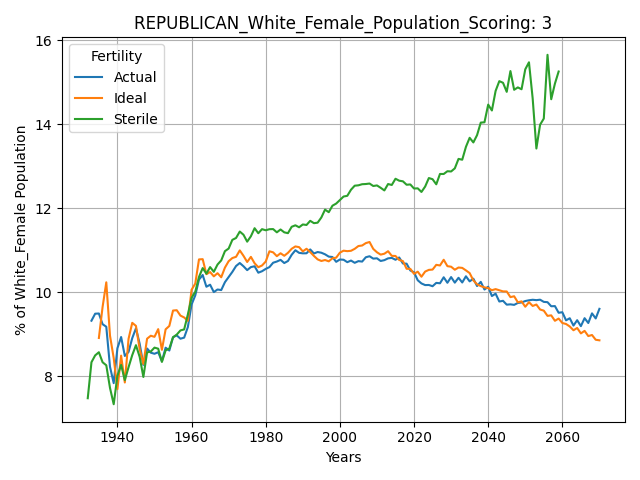 REPUBLICAN_White_Female_Population_Scoring: 3
Fertility
Actual
Ideal
Sterile
% of White_Female Population
16
14
12
10
8
1940 1960 1980 2000 2020 2040 2060
Years